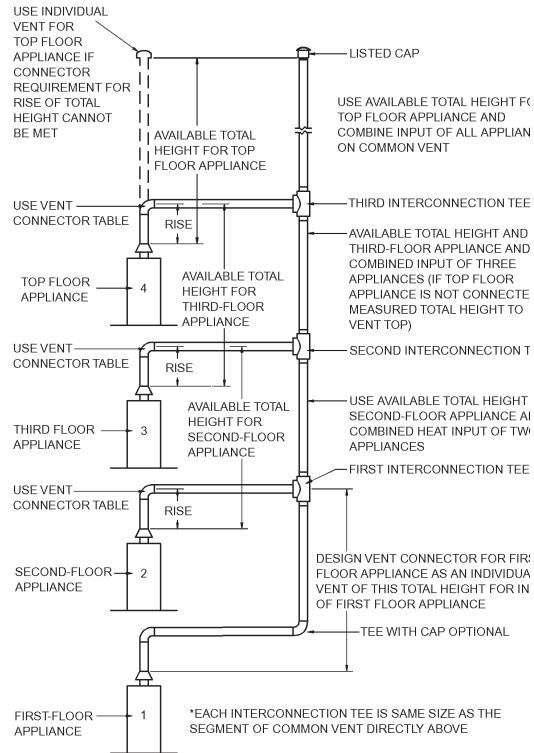 USE INDIVIDUAL
VENT FOR
TOP FLOOR
APPLIANCE IF
CONNECTOR
REQUIREMENT FOR
RISE OF TOTAL
HEIGHT CANNOT
BE MET
LISTED CAP
USE AVAILABLE TOTAL HEIGHT
TOP FLOOR APPLIANCE AND
COMBINE INPUT OF ALL
ON COMMON VENT
AVAILABLE TOTAL
HEIGHT FOR TOP
FLOOR APPLIANCE
USE VENT
CONNECTOR TABLE
RISE
THIRD INTERCONNECTION TEE
AVAILABLE TOTAL HEIGHT AND
THIRD-FLOOR APPLIANCE AND
COMBINED INPUT OF THREE
APPLIANCES (IF TOP FLOOR
APPLIANCE IS NOT
MEASURED TOTAL HEIGHT TO
VENT TOP)
TOP FLOOR
APPLIANCE
4
AVAILABLE TOTAL
HEIGHT FOR
THIRD-FLOOR
APPLIANCE
USE VENT
CONNECTOR TABLE
RISE
SECOND INTERCONNECTION
AVAILABLE TOTAL
HEIGHT FOR
SECOND-FLOOR
APPLIANCE
USE AVAILABLE TOTAL HEIGHT
SECOND-FLOOR APPLIANCE
COMBINED HEAT INPUT OF
APPLIANCES
THIRD FLOOR
APPLIANCE
3
FIRST INTERCONNECTION TEE
USE VENT
CONNECTOR TABLE
RISE
SECOND-FLOOR
APPLIANCE
2
DESIGN VENT CONNECTOR FOR
FLOOR APPLIANCE AS AN
VENT OF THIS TOTAL HEIGHT FOR
OF FIRST FLOOR APPLIANCE
TEE WITH CAP OPTIONAL
FIRST-FLOOR
APPLIANCE
1
*EACH INTERCONNECTION TEE IS SAME SIZE AS THE
SEGMENT OF COMMON VENT DIRECTLY ABOVE